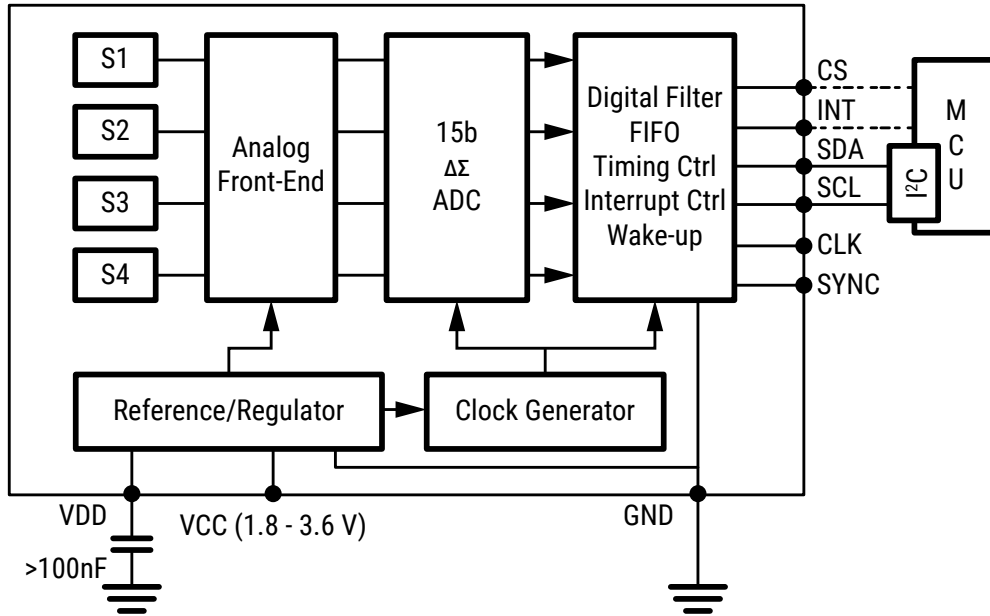 S1
S2
S3
S4
Analog
Front-End
15b
ΔΣ
ADC
Digital Filter
FIFO
Timing Ctrl
Interrupt Ctrl
Wake-up
CS
INT
SDA
SCL
CLK
SYNC
I²C
M
C
U
Reference/Regulator
Clock Generator
VDD
VCC (1.8 - 3.6 V)
GND
>100nF